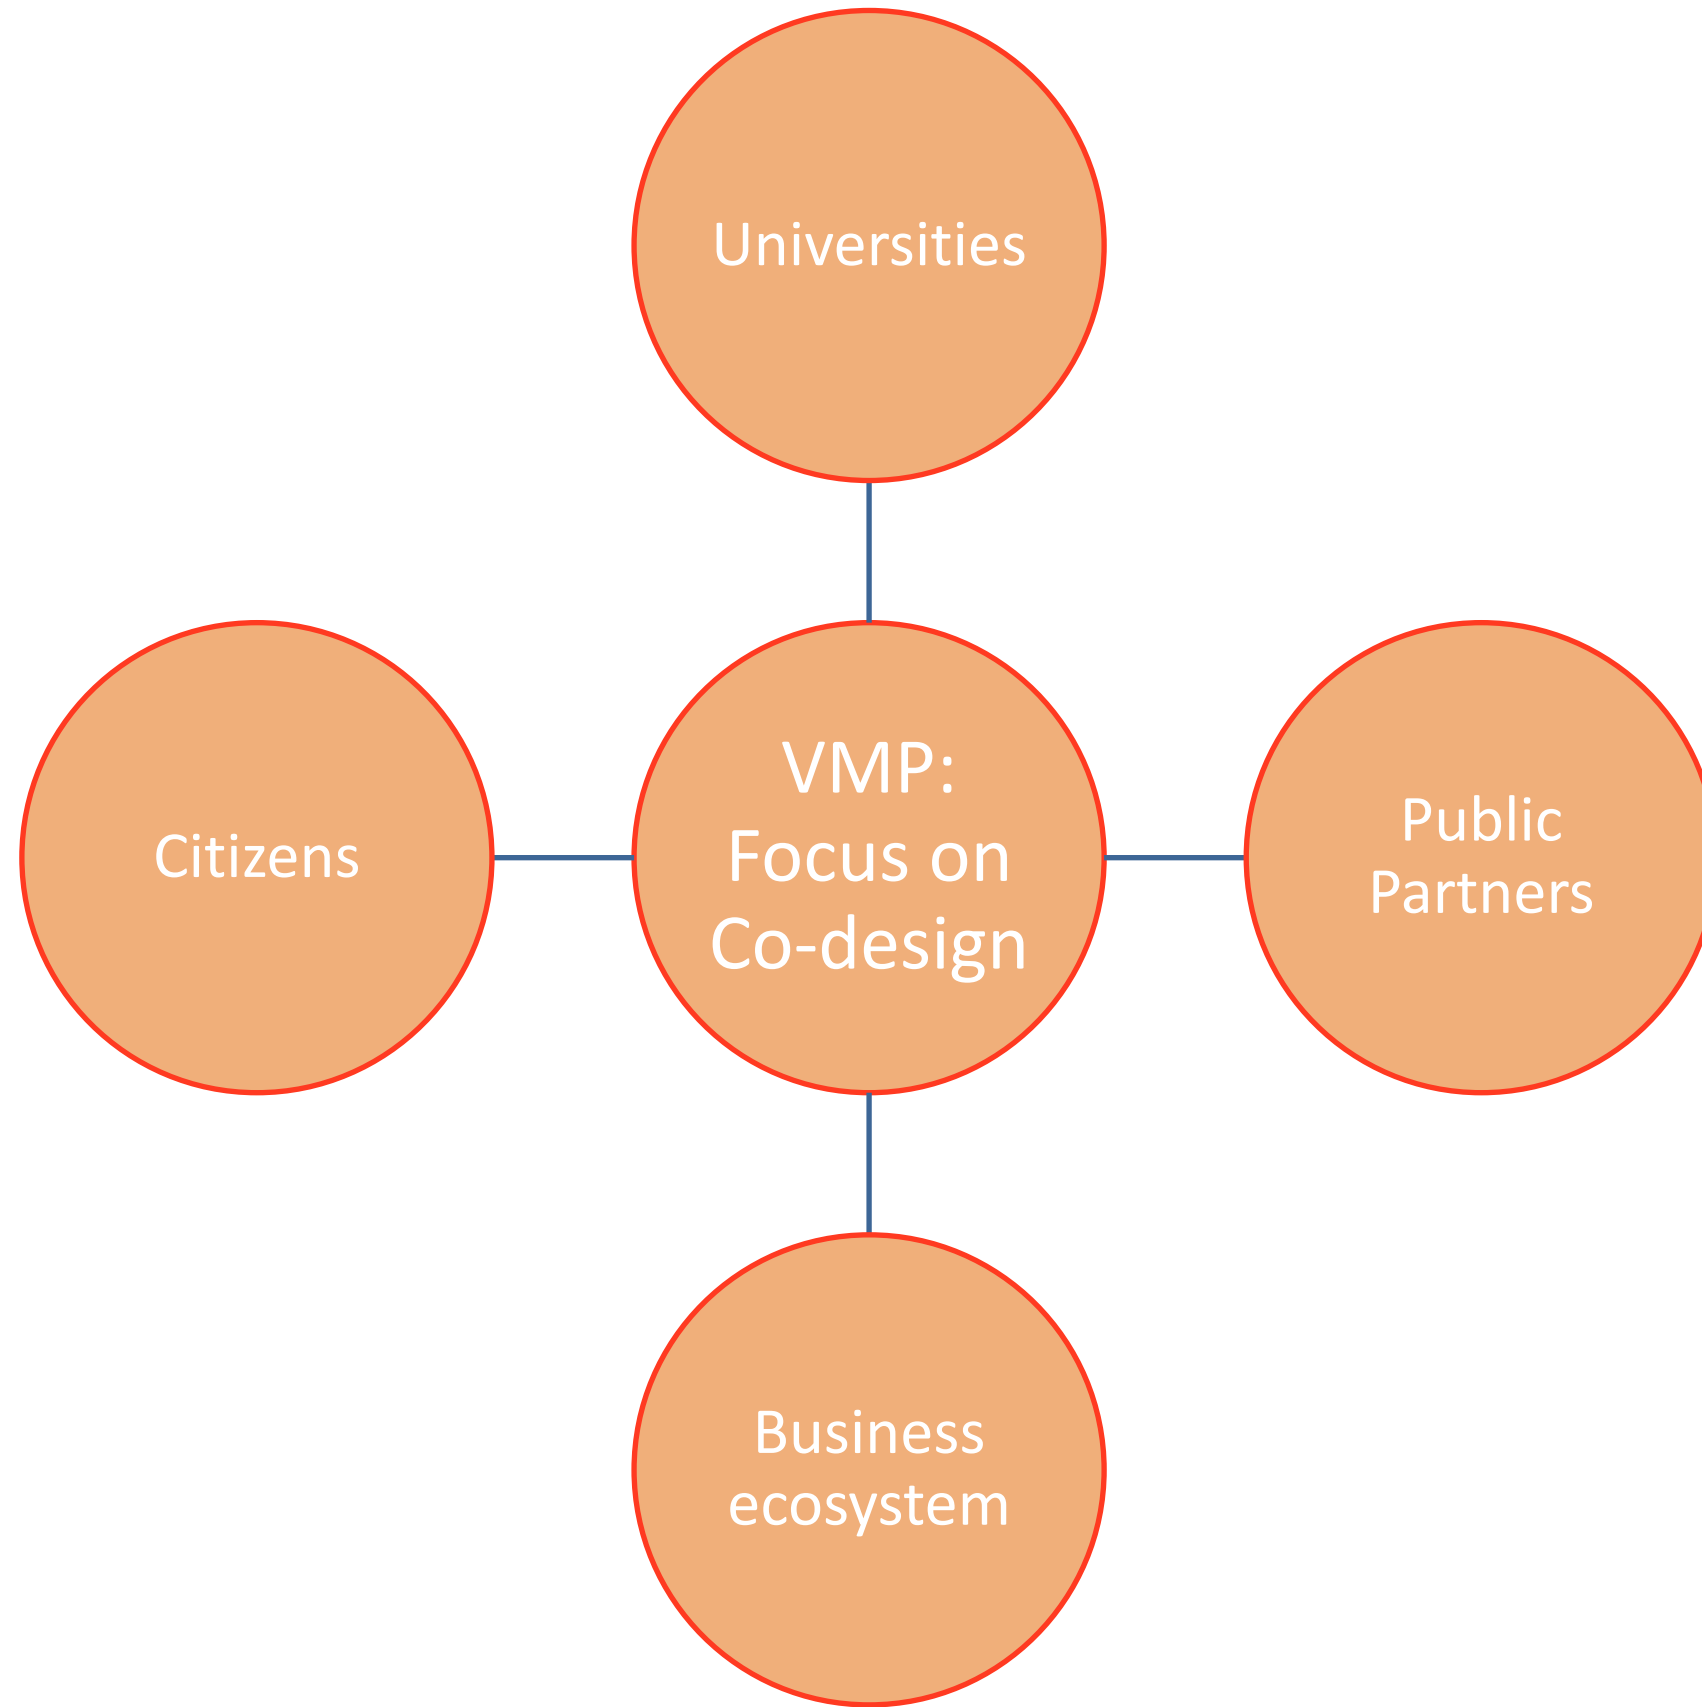 Universities
Citizens
VMP:
Focus on
Co-design
Public
Partners
Business
ecosystem